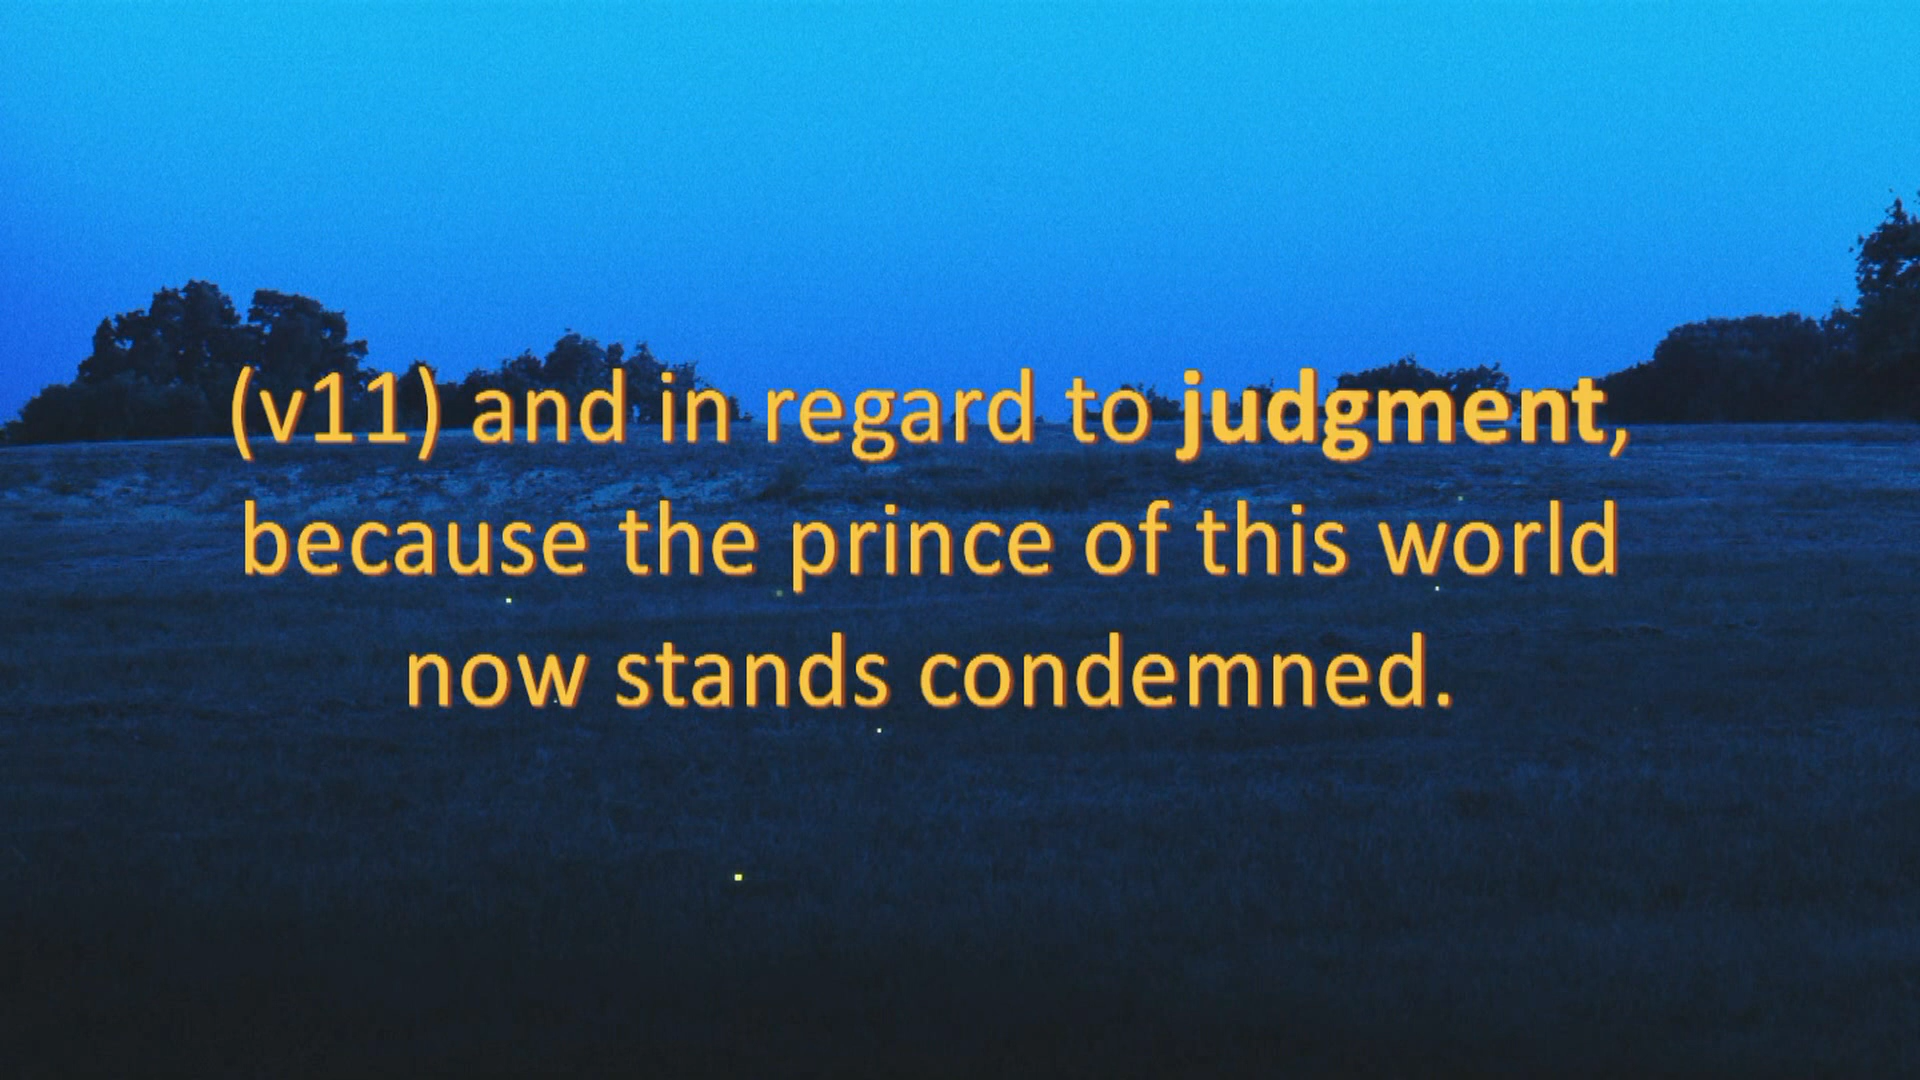 (v11) and in regard to judgment,
because the prince of this world
now stands condemned.